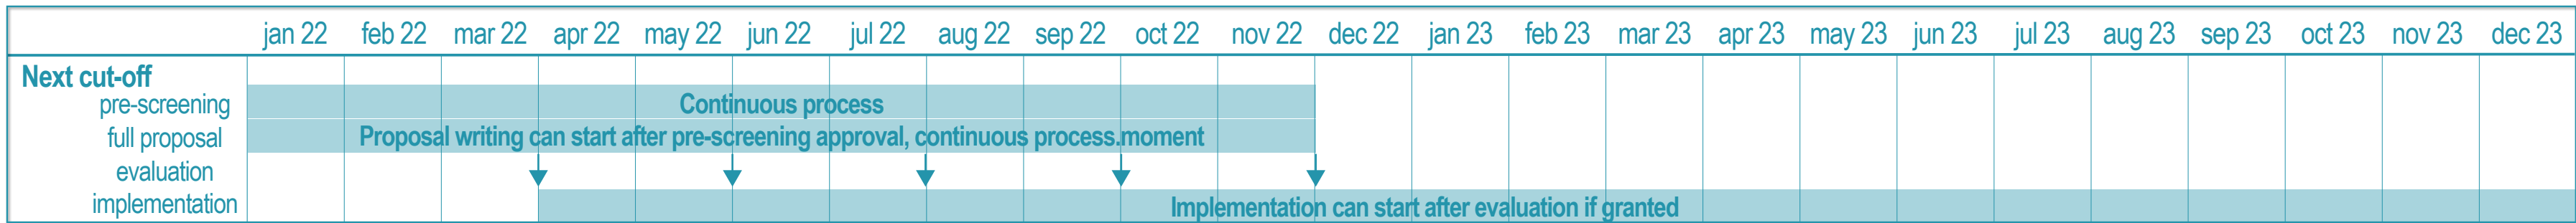 jan 22 feb 22 mar 22 apr 22 may 22 jun 22 jul 22 aug 22 sep 22 oct 22 nov 22 dec 22 jan 23 feb 23 mar 23 apr 23 may 23 jun 23 jul 23 aug 23 sep 23 oct 23 nov 23 dec 23
Next cut-off
pre-screening Continuous process
full proposal Proposal writing can start after pre-screening approval, continuous process.moment
evaluation
implementation Implementation can start after evaluation if granted